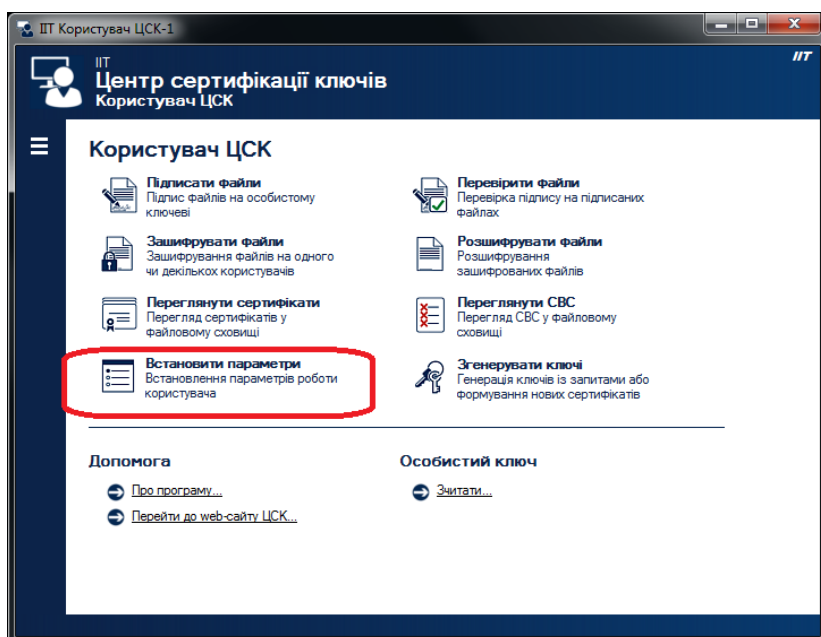 ІІТ Користувач ЦСК-1
ІІТ
ІІТ
Центр сертифікації ключів
Користувач ЦСК
Користувач ЦСК
Підписати файли
Підпис файлів на особистому
ключеві
Перевірити файли
Перевірка підпису на підписаних
файлах
Зашифрувати файли
Зашифрування файлів на одного
чи декількох користувачів
Розшифрувати файли
Розшифрування
зашифрованих файлів
Переглянути сертифікати
Перегляд сертифікатів у
файловому сховищі
Переглянути СВС
Перегляд СВС у файловому
сховищі
Встановити параметри
Встановлення параметрів роботи
користувача
Згенерувати ключі
Генерація ключів із запитами або
формування нових сертифікатів
Допомога
Про програму...
Перейти до web-сайту ЦСК...
Особистий ключ
Зчитати...